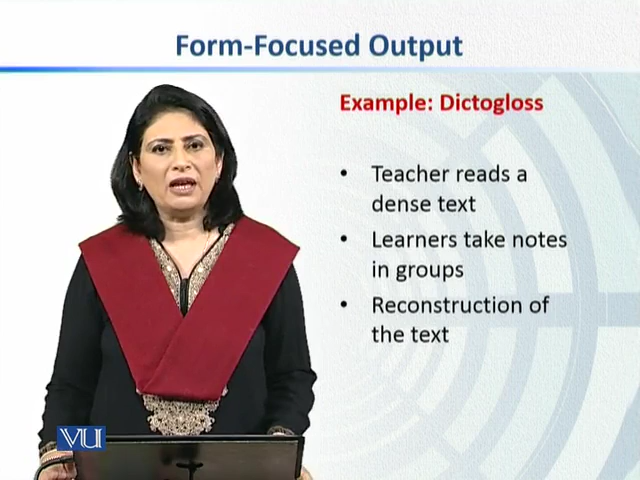 Form-Focused Output
Example: Dictogloss
• Teacher reads a
dense text
• Learners take notes
in groups
• Reconstruction of
the text
VU